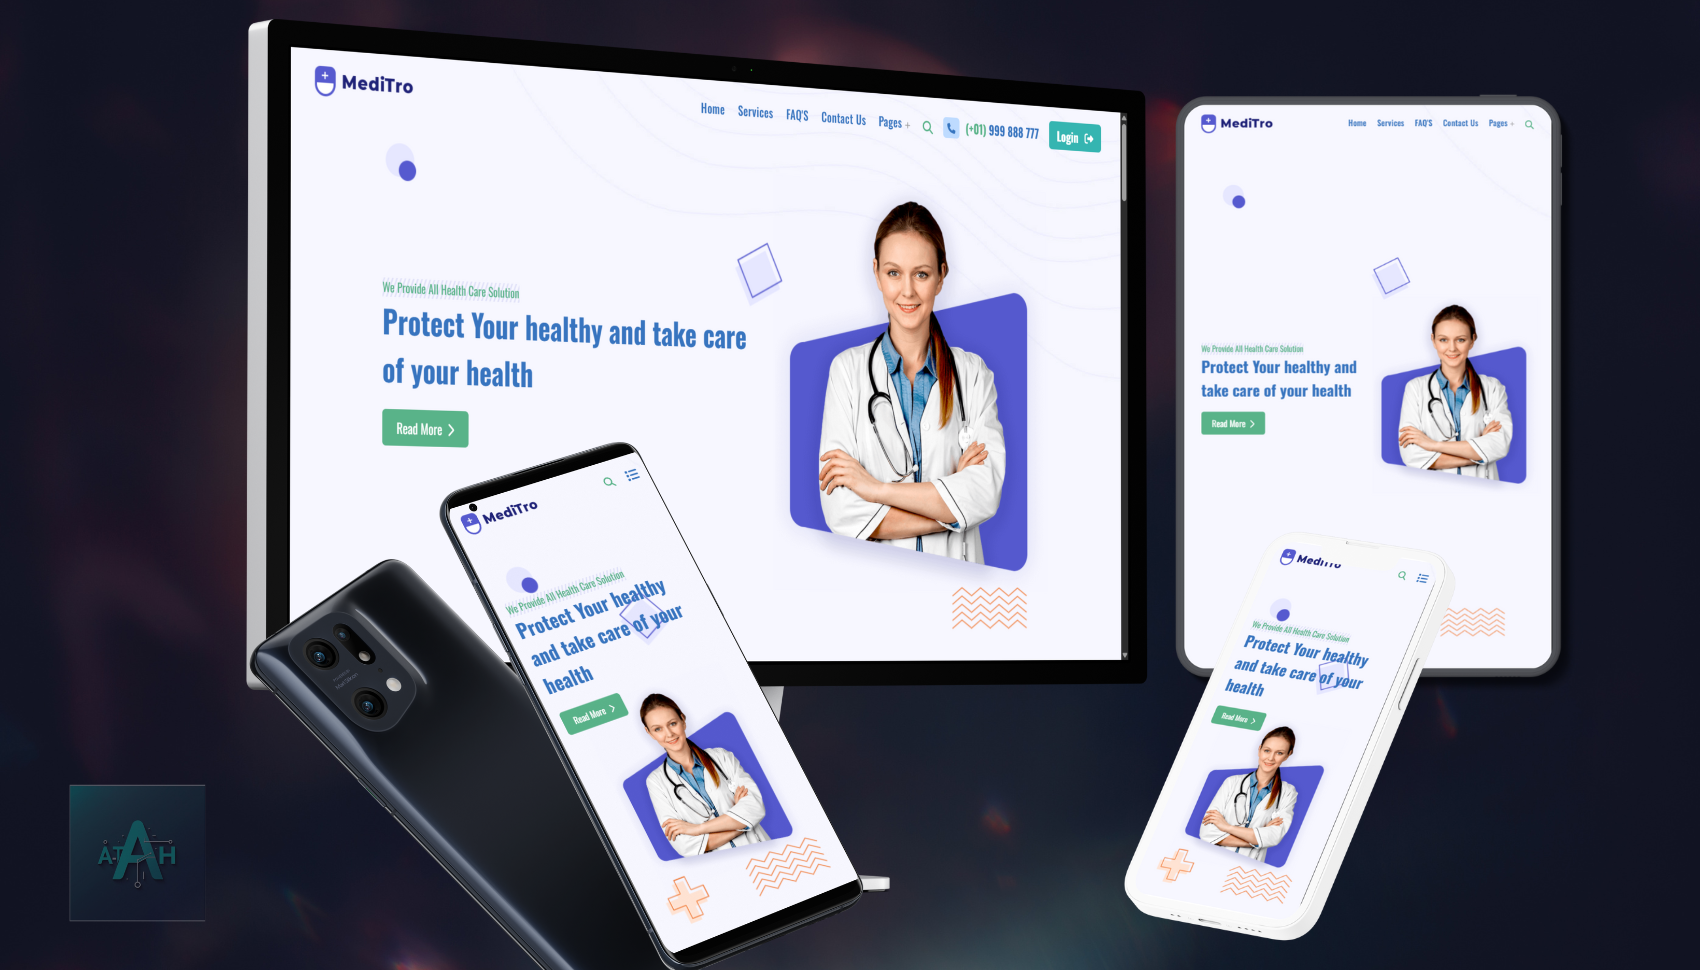 MediTro
Home Services FAQ'S Contact Us Pages + (+01) 999 888 777 Login
We Provide All Health Care Solution
Protect Your healthy and take care
of your health
Read More
MediTro
Home Services FAQ'S Contact Us Pages +
We Provide All Health Care Solution
Protect Your healthy and
take care of your health
Read More
MediTro
We Provide All Health Care Solution
Protect Your healthy
and take care of your
health
Read More
MediTro
We Provide All Health Care Solution
Protect Your healthy
and take care of your
health
Read More
ATAH